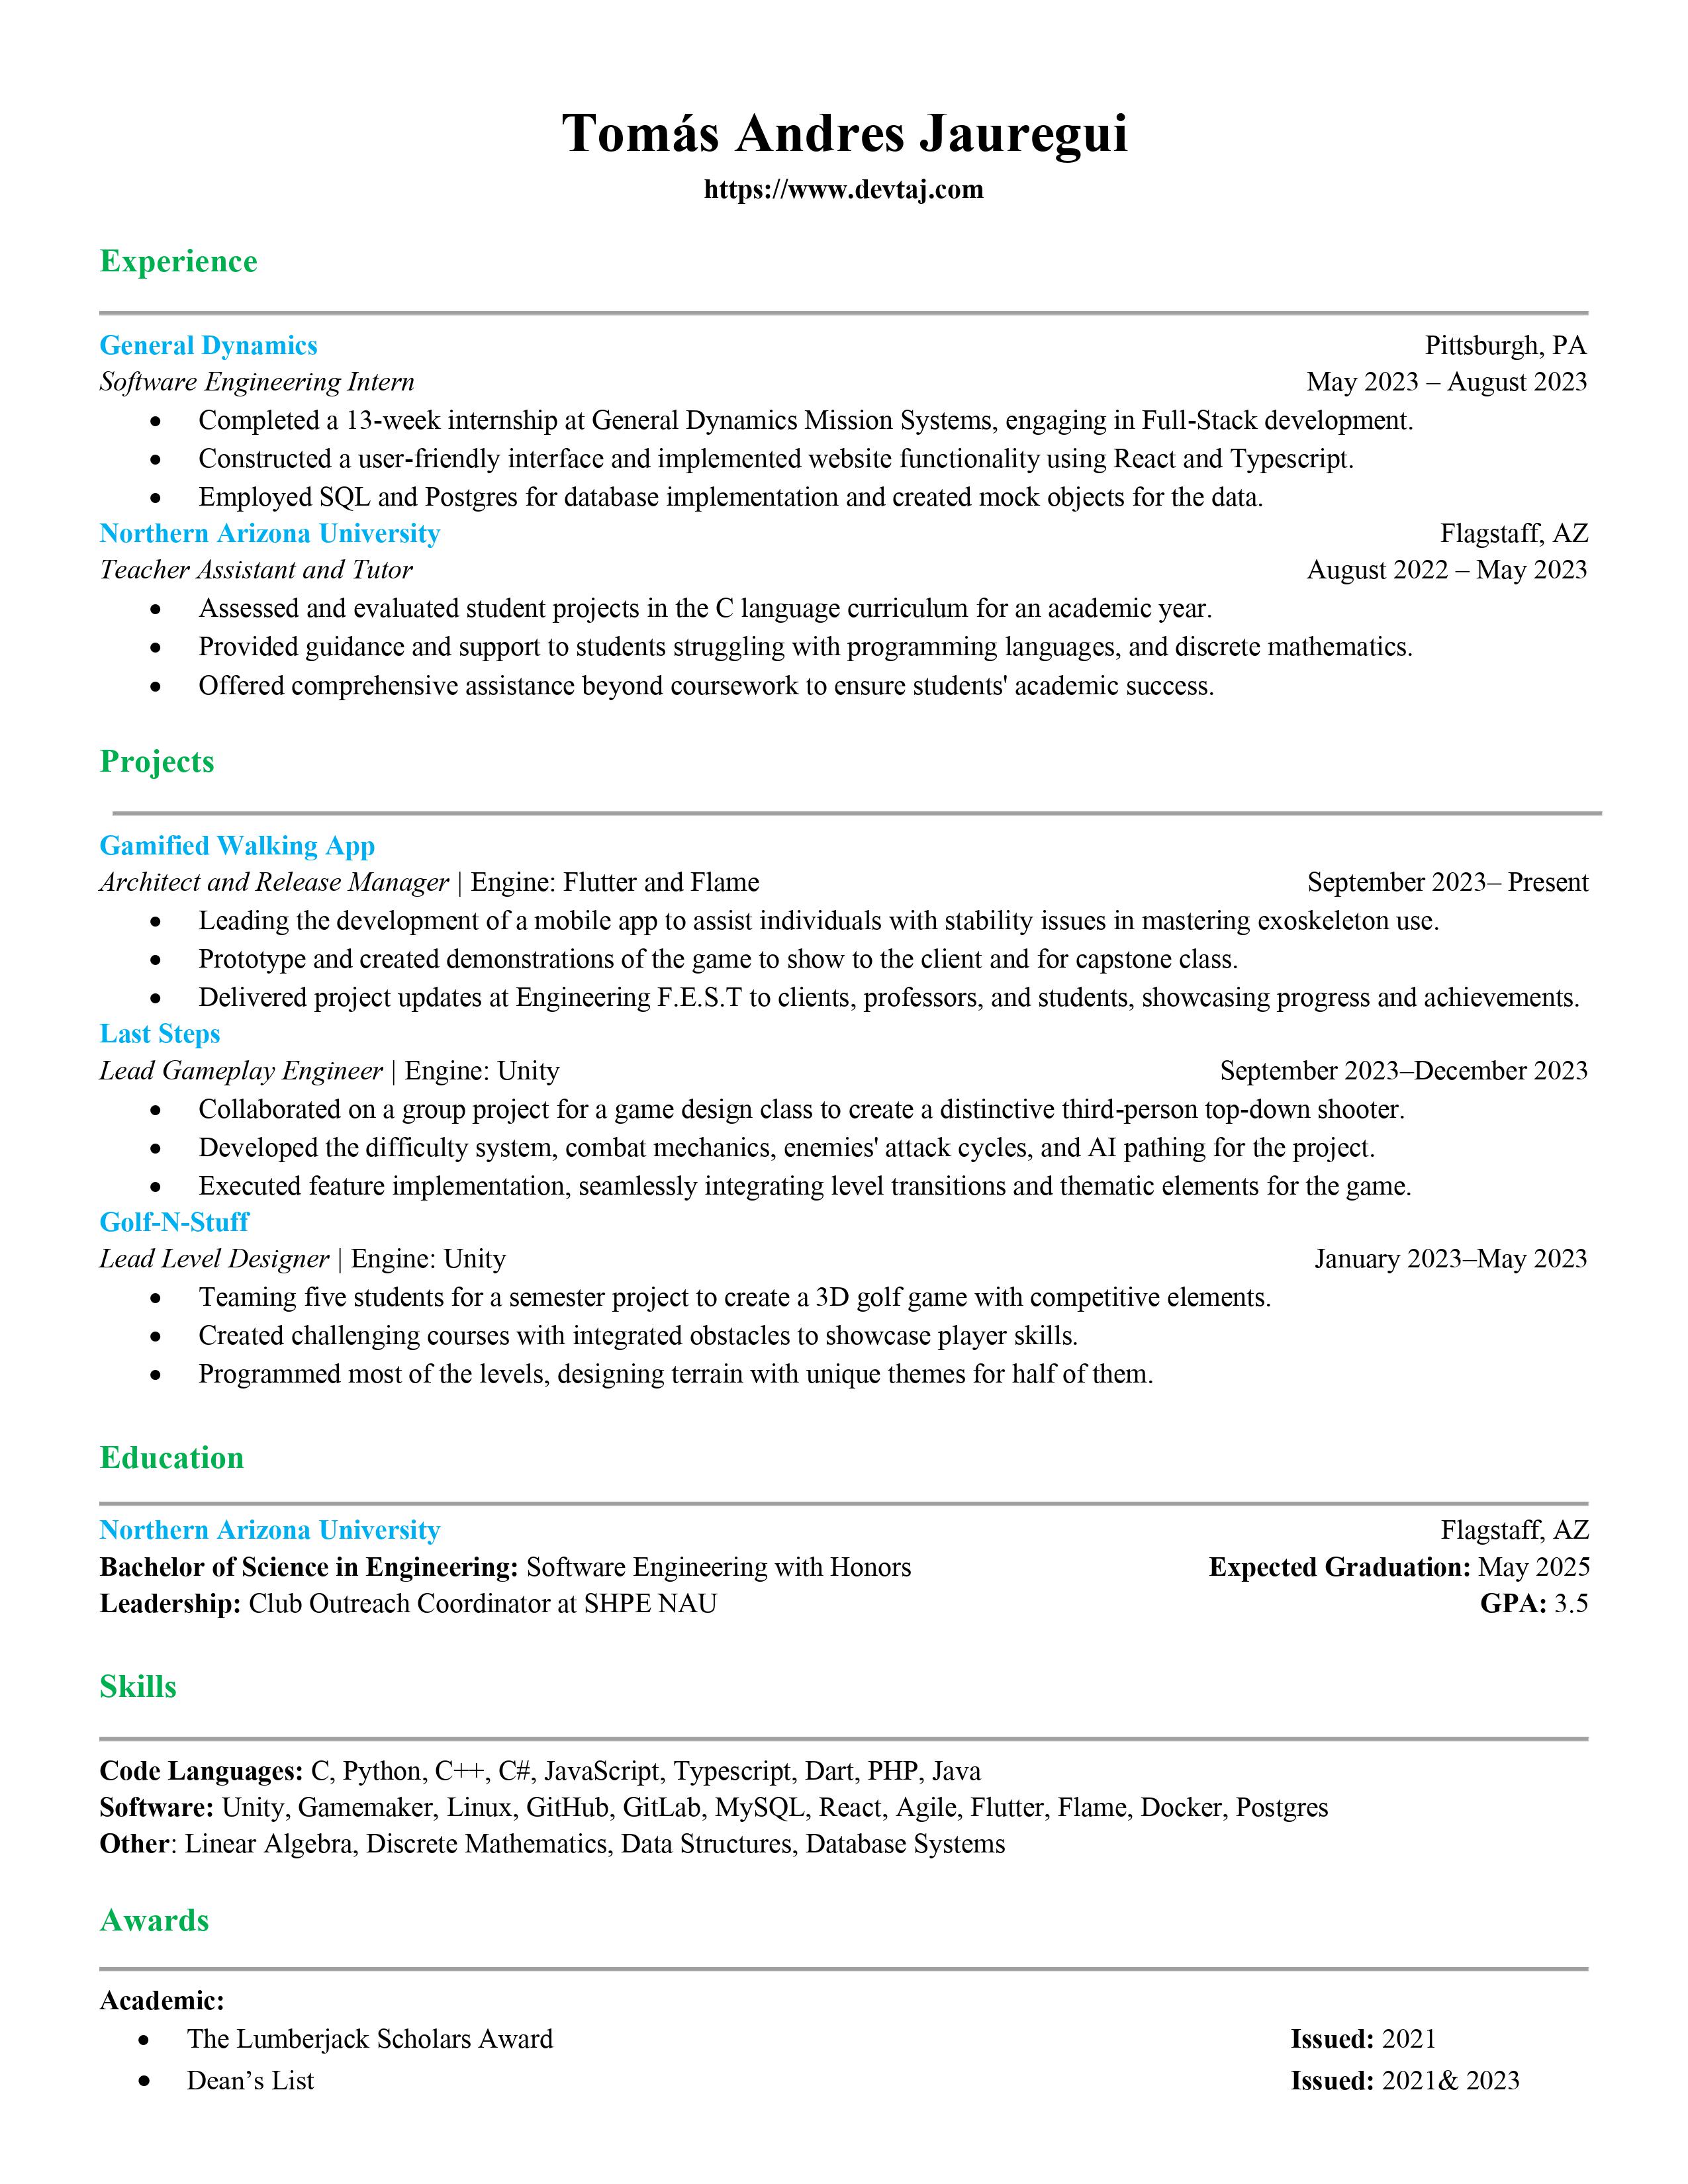 Tomás Andres Jauregui
https://www.devtaj.com
Experience
General Dynamics Pittsburgh, PA
Software Engineering Intern May 2023 – August 2023
• Completed a 13-week internship at General Dynamics Mission Systems, engaging in Full-Stack development.
• Constructed a user-friendly interface and implemented website functionality using React and Typescript.
• Employed SQL and Postgres for database implementation and created mock objects for the data.
Northern Arizona University Flagstaff, AZ
Teacher Assistant and Tutor August 2022 – May 2023
• Assessed and evaluated student projects in the C language curriculum for an academic year.
• Provided guidance and support to students struggling with programming languages, and discrete mathematics.
• Offered comprehensive assistance beyond coursework to ensure students' academic success.
Projects
Gamified Walking App
Architect and Release Manager | Engine: Flutter and Flame September 2023– Present
• Leading the development of a mobile app to assist individuals with stability issues in mastering exoskeleton use.
• Prototype and created demonstrations of the game to show to the client and for capstone class.
• Delivered project updates at Engineering F.E.S.T to clients, professors, and students, showcasing progress and achievements.
Last Steps
Lead Gameplay Engineer | Engine: Unity September 2023–December 2023
• Collaborated on a group project for a game design class to create a distinctive third-person top-down shooter.
• Developed the difficulty system, combat mechanics, enemies' attack cycles, and AI pathing for the project.
• Executed feature implementation, seamlessly integrating level transitions and thematic elements for the game.
Golf-N-Stuff
Lead Level Designer | Engine: Unity January 2023–May 2023
• Teaming five students for a semester project to create a 3D golf game with competitive elements.
• Created challenging courses with integrated obstacles to showcase player skills.
• Programmed most of the levels, designing terrain with unique themes for half of them.
Education
Northern Arizona University Flagstaff, AZ
Bachelor of Science in Engineering: Software Engineering with Honors Expected Graduation: May 2025
Leadership: Club Outreach Coordinator at SHPE NAU GPA: 3.5
Skills
Code Languages: C, Python, C++, C#, JavaScript, Typescript, Dart, PHP, Java
Software: Unity, Gamemaker, Linux, GitHub, GitLab, MySQL, React, Agile, Flutter, Flame, Docker, Postgres
Other: Linear Algebra, Discrete Mathematics, Data Structures, Database Systems
Awards
Academic:
• The Lumberjack Scholars Award Issued: 2021
• Dean’s List Issued: 2021& 2023